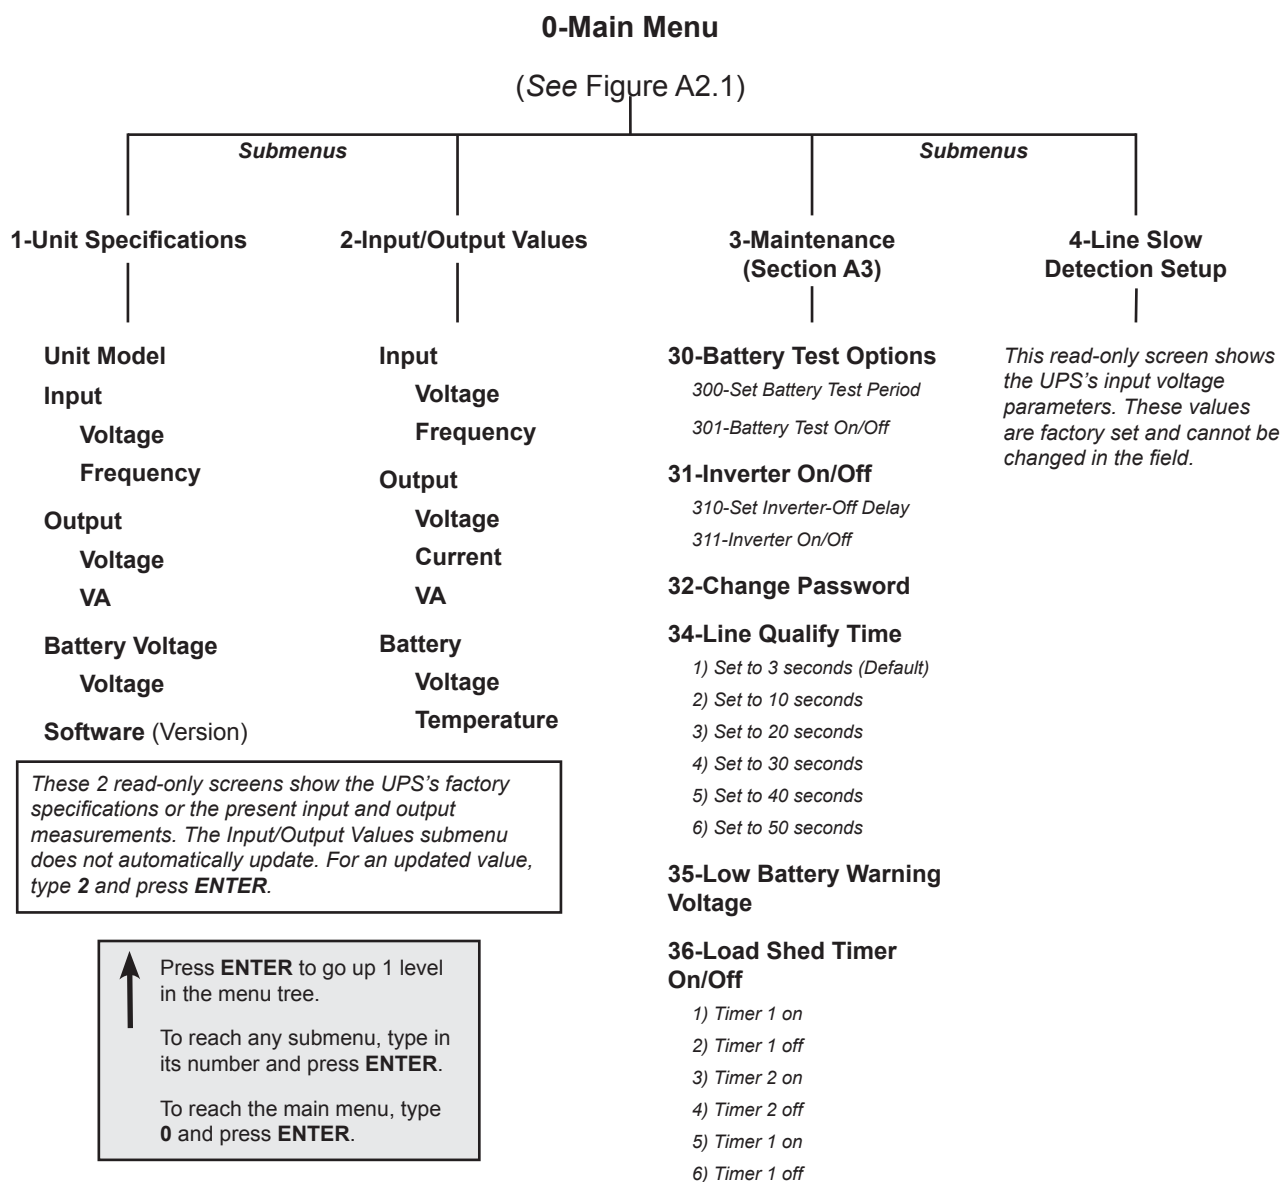 0-Main Menu
(See Figure A2.1)
Submenus
Submenus
1-Unit Specifications
Unit Model
Input
Voltage
Frequency
Output
Voltage
VA
Battery Voltage
Voltage
Software (Version)
2-Input/Output Values
Input
Voltage
Frequency
Output
Voltage
Current
VA
Battery
Voltage
Temperature
These 2 read-only screens show the UPS's factory
specifications or the present input and output
measurements. The Input/Output Values submenu
does not automatically update. For an updated value,
type 2 and press ENTER.
Press ENTER to go up 1 level
in the menu tree.
To reach any submenu, type in
its number and press ENTER.
To reach the main menu, type
0 and press ENTER.
3-Maintenance
(Section A3)
30-Battery Test Options
300-Set Battery Test Period
301-Battery Test On/Off
31-Inverter On/Off
310-Set Inverter-Off Delay
311-Inverter On/Off
32-Change Password
34-Line Qualify Time
1) Set to 3 seconds (Default)
2) Set to 10 seconds
3) Set to 20 seconds
4) Set to 30 seconds
5) Set to 40 seconds
6) Set to 50 seconds
35-Low Battery Warning
Voltage
36-Load Shed Timer
On/Off
1) Timer 1 on
2) Timer 1 off
3) Timer 2 on
4) Timer 2 off
5) Timer 1 on
6) Timer 1 off
4-Line Slow
Detection Setup
This read-only screen shows
the UPS's input voltage
parameters. These values
are factory set and cannot be
changed in the field.